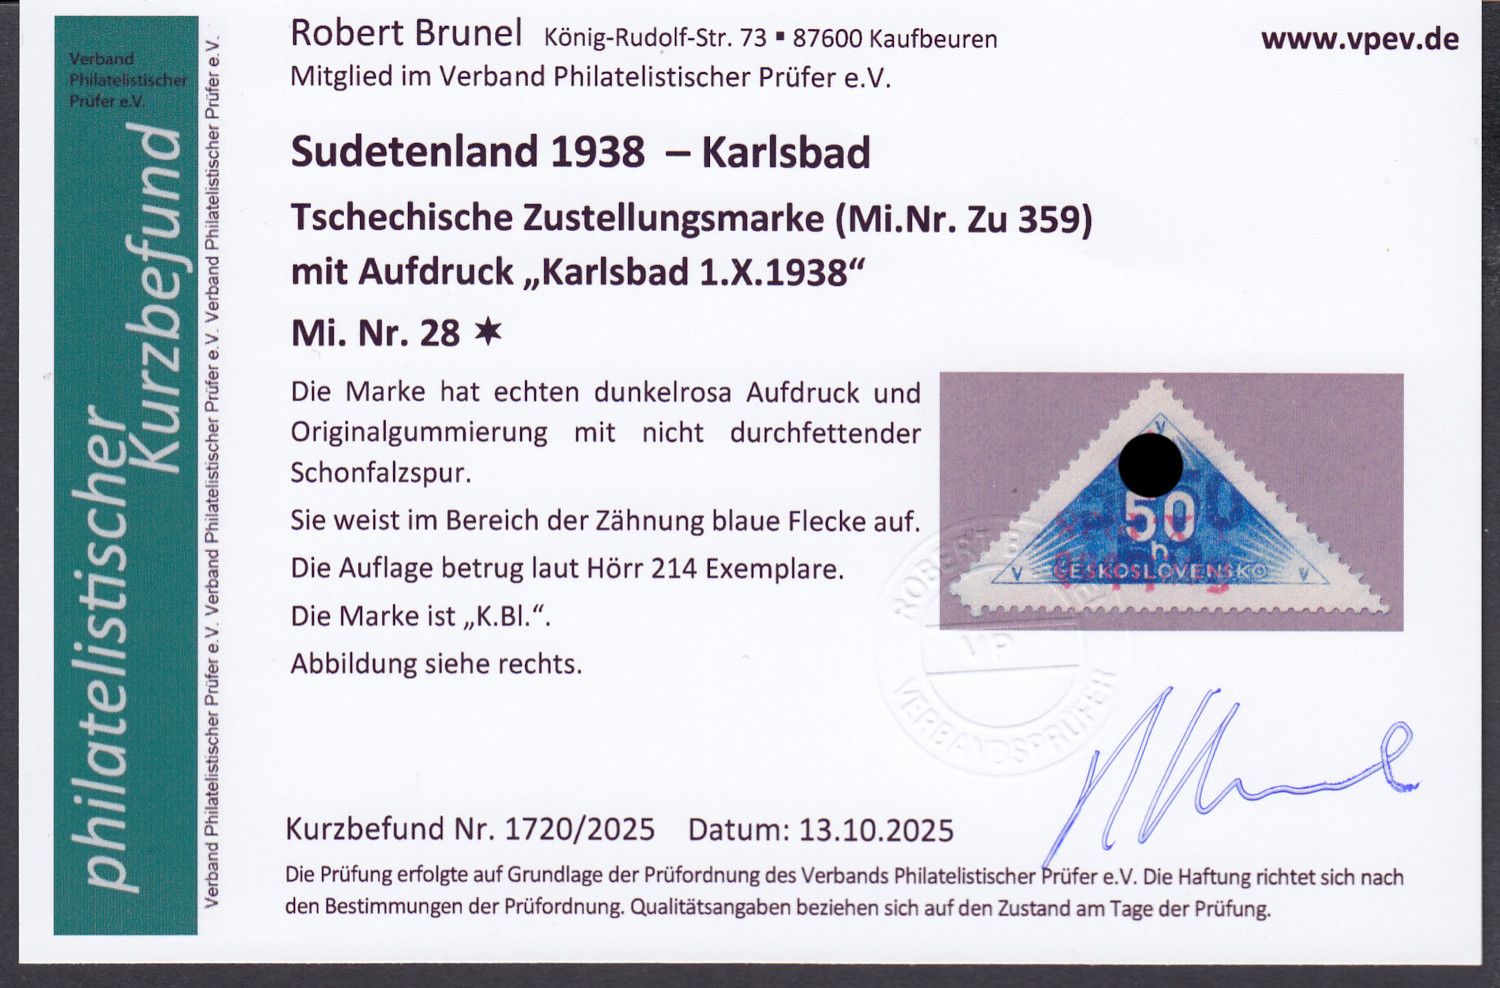 Verband
Philatelistischer
Prüfer e.V.
philatelistischer
Kurzbefund
Verband Philatelistischer Prüfer e.V. Verband Philatelistischer Prüfer e.V. Verband Philatelistischer Prüfer e.V. Verband Philatelistischer Prüfer e.V.
Robert Brunel König-Rudolf-Str. 73 ▪ 87600 Kaufbeuren
www.vpev.de
Mitglied im Verband Philatelistischer Prüfer e.V.
Sudetenland 1938 – Karlsbad
Tschechische Zustellungsmarke (Mi.Nr. Zu 359)
mit Aufdruck „Karlsbad 1.X.1938“
Mi. Nr. 28 ✶
Die Marke hat echten dunkelrosa Aufdruck und
Originalgummierung mit nicht durchfettender
Schonfalzspur.
Sie weist im Bereich der Zähnung blaue Flecke auf.
Die Auflage betrug laut Hörr 214 Exemplare.
Die Marke ist „K.Bl.“.
Abbildung siehe rechts.
V
50
h
V ČESKOSLOVENSKO V
ROBERT B
VP
VERBANDSPRÜFER
Kurzbefund Nr. 1720/2025 Datum: 13.10.2025
Die Prüfung erfolgte auf Grundlage der Prüfordnung des Verbands Philatelistischer Prüfer e.V. Die Haftung richtet sich nach
den Bestimmungen der Prüfordnung. Qualitätsangaben beziehen sich auf den Zustand am Tage der Prüfung.